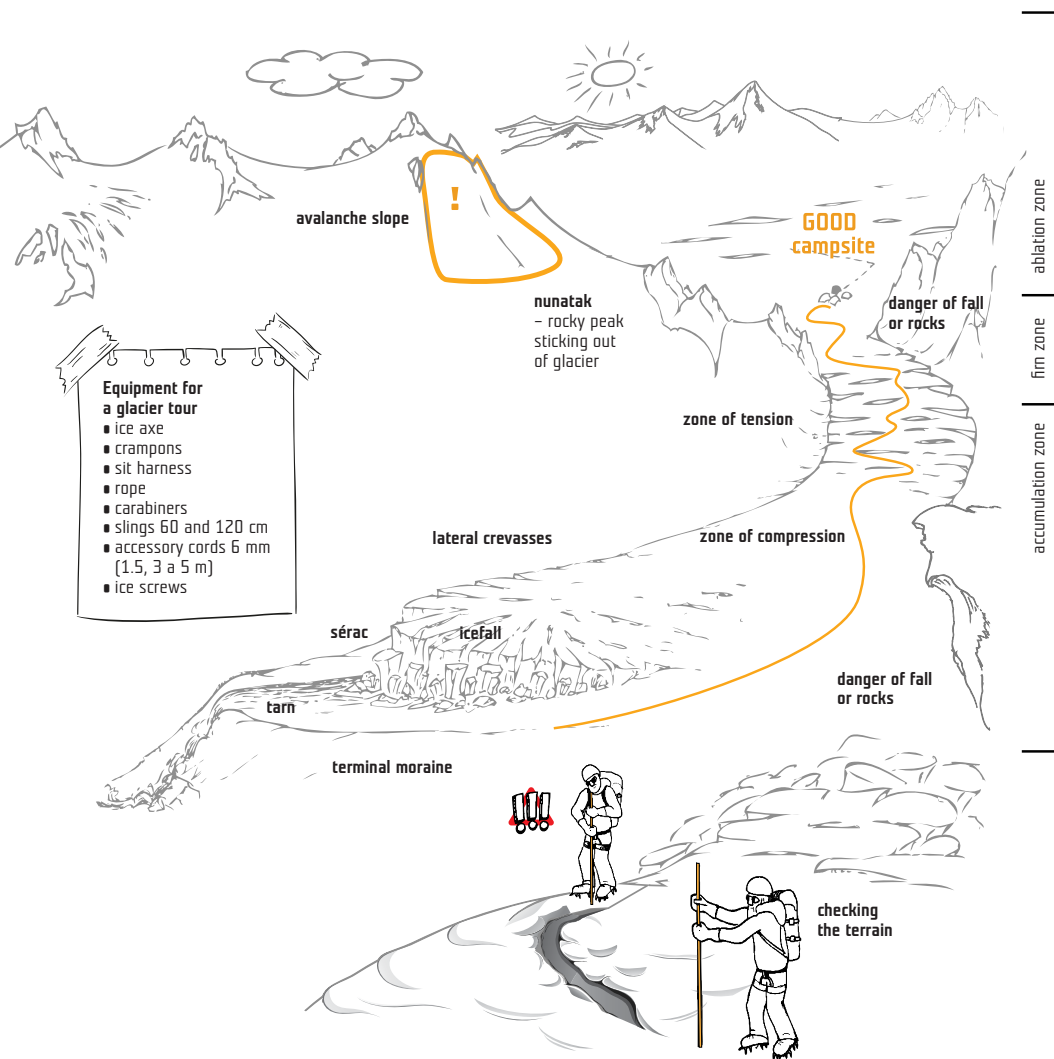 avalanche slope
!
GOOD
campsite
ablation zone
nunatak
– rocky peak
sticking out
of glacier
danger of fall
or rocks
firn zone
Equipment for
a glacier tour
ice axe
crampons
sit harness
rope
carabiners
slings 60 and 120 cm
accessory cords 6 mm
(1.5, 3 a 5 m)
ice screws
zone of tension
accumulation zone
lateral crevasses
zone of compression
sérac
icefall
tarn
danger of fall
or rocks
terminal moraine
!!!
checking
the terrain